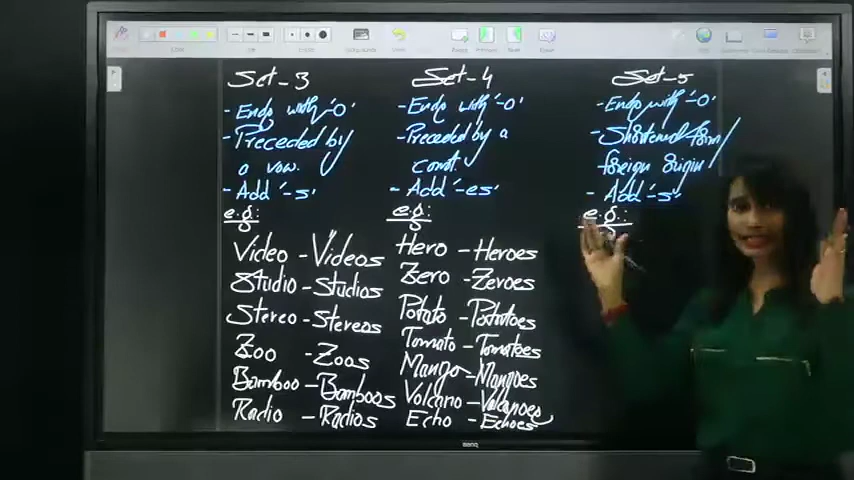 Set-3
- Ends with '-o'
- Preceded by
a vow.
- Add '-s'
e.g.:
Video - Videos
Studio - Studios
Stereo - Stereos
Zoo - Zoos
Bamboo - Bamboos
Radio - Radios
Set-4
- Ends with '-o'
- Preceded by a
const.
- Add '-es'
e.g.:
Hero - Heroes
Zero - Zeroes
Potato - Potatoes
Tomato - Tomatoes
Mango - Mangoes
Volcano - Volcanoes
Echo - Echoes
Set-5
- Ends with '-o'
- Shortened form/
foreign origin
- Add '-s'
e.g.:
BenQ